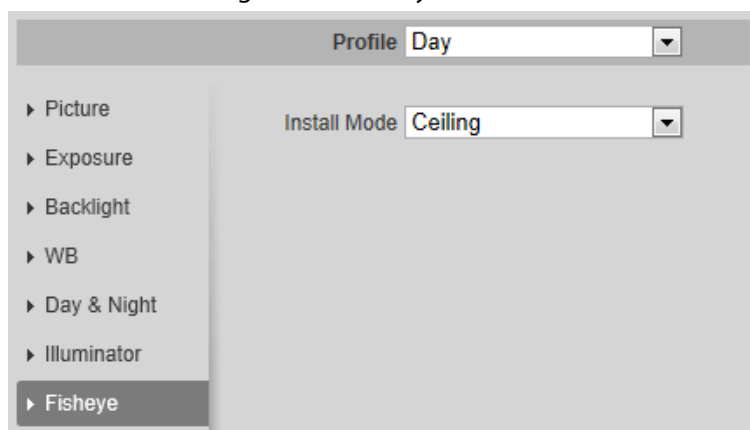 Profile Day
Picture
Install Mode Ceiling
Exposure
Backlight
WB
Day & Night
Illuminator
Fisheye